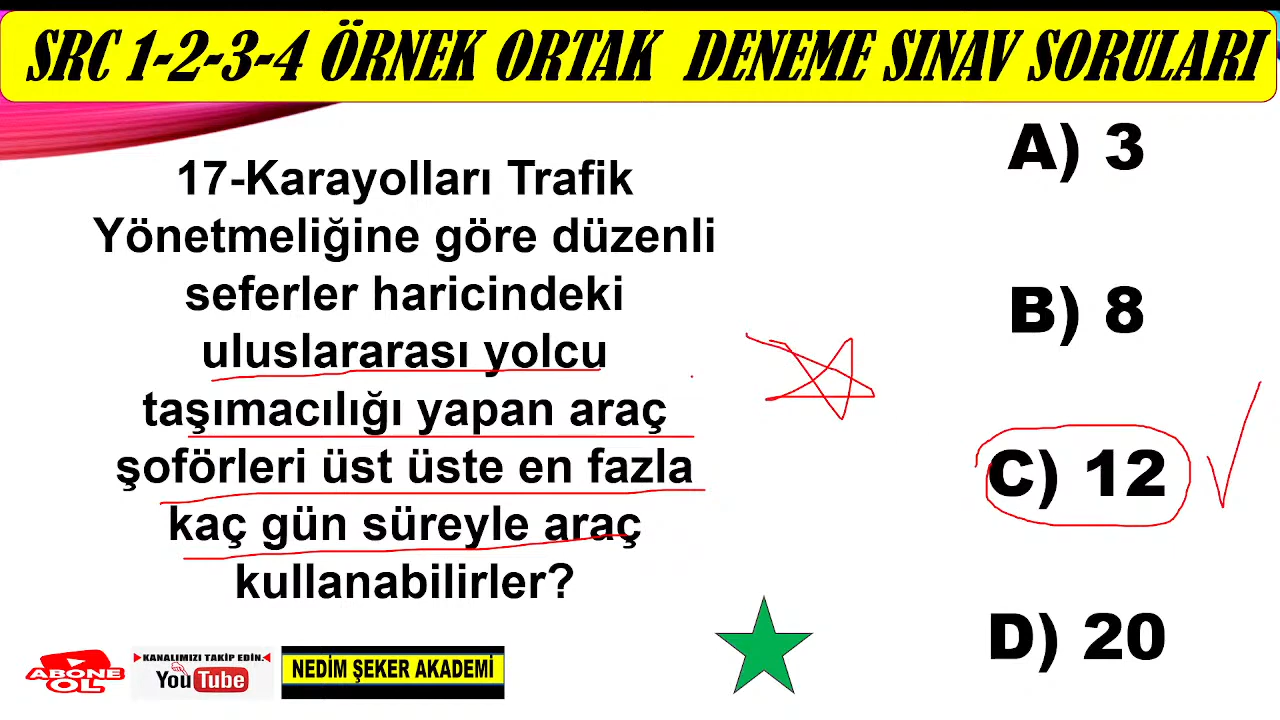 SRC 1-2-3-4 ÖRNEK ORTAK DENEME SINAV SORULARI
17-Karayolları Trafik
Yönetmeliğine göre düzenli
seferler haricindeki
uluslararası yolcu
taşımacılığı yapan araç
şoförleri üst üste en fazla
kaç gün süreyle araç
kullanabilirler?
A) 3
B) 8
C) 12
D) 20
ABONE
OL
KANALIMIZI TAKİP EDİN.
YouTube
NEDİM ŞEKER AKADEMİ